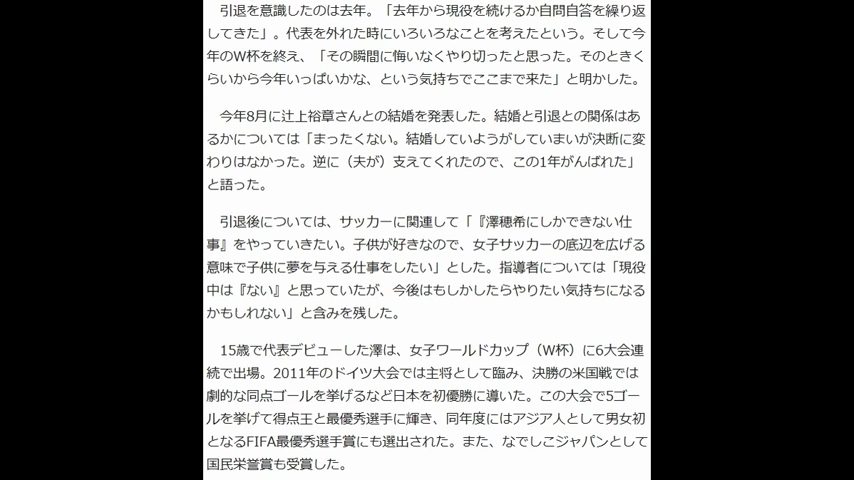 引退を意識したのは去年。「去年から現役を続けるか自問自答を繰り返
してきた」。代表を外れた時にいろいろなことを考えたという。そして今
年のW杯を終え、「その瞬間に悔いなくやり切ったと思った。そのときく
らいから今年いっぱいかな、という気持ちでここまで来た」と明かした。
今年8月に辻上裕章さんとの結婚を発表した。結婚と引退との関係はあ
るかについては「まったくない。結婚していようがしていまいが決断に変
わりはなかった。逆に（夫が）支えてくれたので、この1年がんばれた」
と語った。
引退後については、サッカーに関連して「『澤穂希にしかできない仕
事』をやっていきたい。子供が好きなので、女子サッカーの底辺を広げる
意味で子供に夢を与える仕事をしたい」とした。指導者については「現役
中は『ない』と思っていたが、今後はもしかしたらやりたい気持ちになる
かもしれない」と含みを残した。
15歳で代表デビューした澤は、女子ワールドカップ（W杯）に6大会連
続で出場。2011年のドイツ大会では主将として臨み、決勝の米国戦では
劇的な同点ゴールを挙げるなど日本を初優勝に導いた。この大会で5ゴー
ルを挙げて得点王と最優秀選手に輝き、同年度にはアジア人として男女初
となるFIFA最優秀選手賞にも選出された。また、なでしこジャパンとして
国民栄誉賞も受賞した。